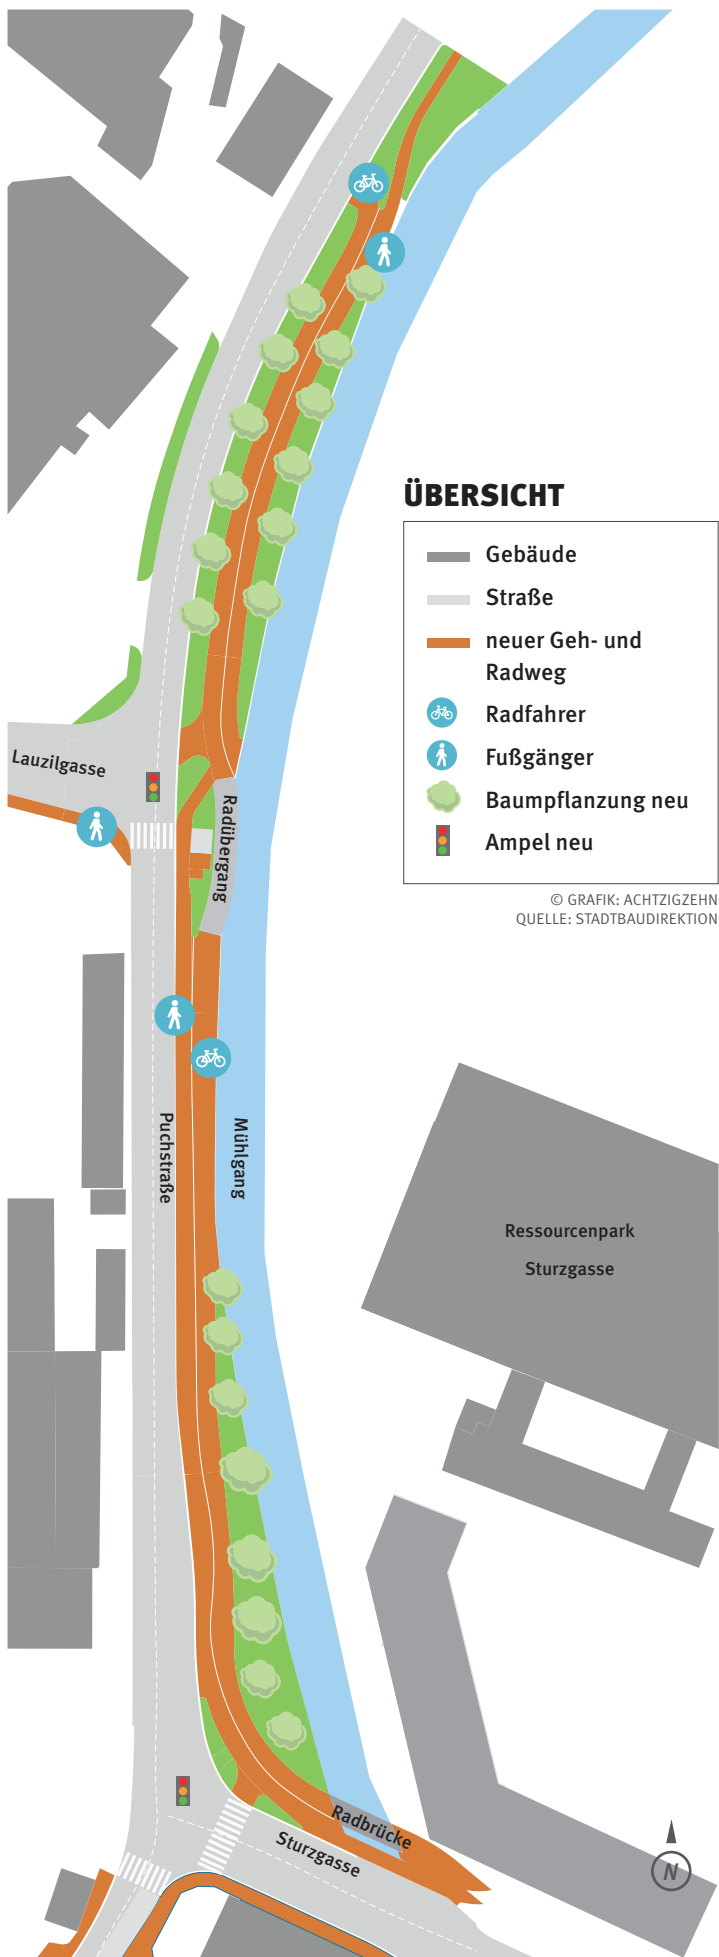 ÜBERSICHT
Gebäude
Straße
neuer Geh- und
Radweg
Radfahrer
Fußgänger
Baumpflanzung neu
Ampel neu
© GRAFIK: ACHTZIGZEHN
QUELLE: STADTBAUDIREKTION
Lauzilgasse
Radübergang
Puchstraße
Mühlgang
Ressourcenpark
Sturzgasse
Radbrücke
Sturzgasse
N